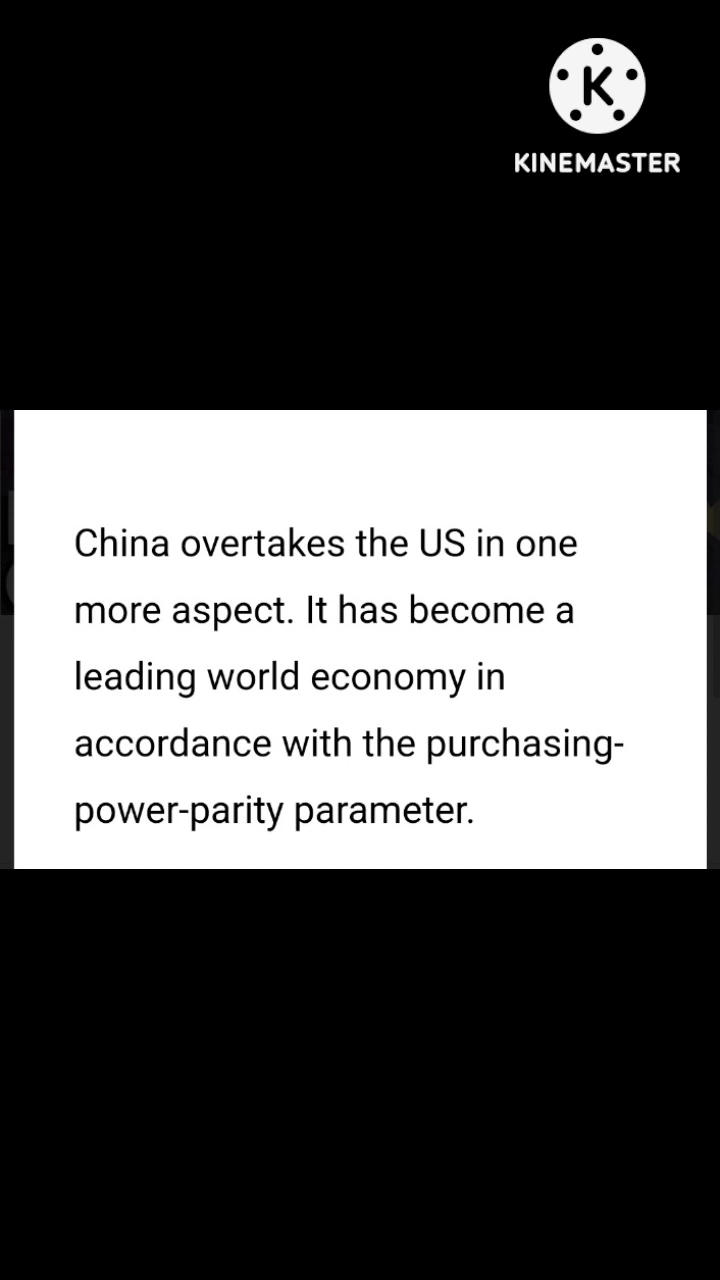 K
KINEMASTER
China overtakes the US in one
more aspect. It has become a
leading world economy in
accordance with the purchasing-
power-parity parameter.